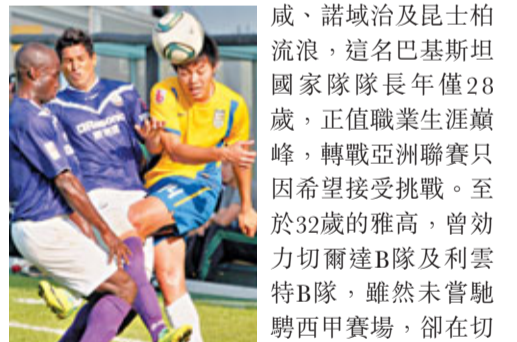 咸、諾域治及昆士柏
流浪，這名巴基斯坦
國家隊隊長年僅28
歲，正值職業生涯巔
峰，轉戰亞洲聯賽只
因希望接受挑戰。至
於32歲的雅高，曾効
力切爾達B隊及利雲
特B隊，雖然未嘗馳
騁西甲賽場，卻在切